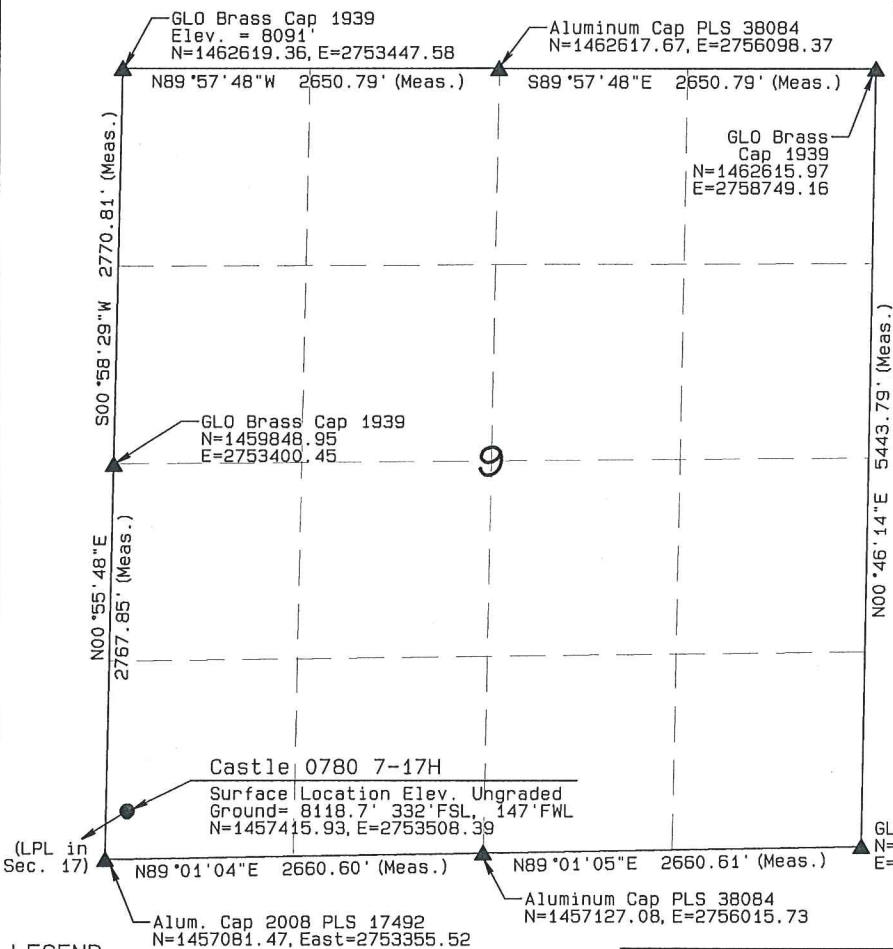 GLO Brass Cap 1939
Elev. = 8091'
N=1462619.36, E=2753447.58
Aluminum Cap PLS 38084
N=1462617.67, E=2756098.37
N89°57'48"W 2650.79' (Meas.)
S89°57'48"E 2650.79' (Meas.)
GLO Brass
Cap 1939
N=1462615.97
E=2758749.16
S00°58'29"W 2770.81' (Meas.)
GLO Brass Cap 1939
N=1459848.95
E=2753400.45
9
N00°46'14"E 5443.79' (Meas.)
N00°55'48"E
2767.85' (Meas.)
Castle 0780 7-17H
Surface Location Elev. Ungraded
Ground= 8118.7' 332'FSL, 147'FWL
N=1457415.93, E=2753508.39
(LPL in
Sec. 17)
GL
N=
E=
N89°01'04"E 2660.60' (Meas.)
N89°01'05"E 2660.61' (Meas.)
Aluminum Cap PLS 38084
N=1457127.08, E=2756015.73
Alum. Cap 2008 PLS 17492
N=1457081.47, East=2753355.52
LEGEND